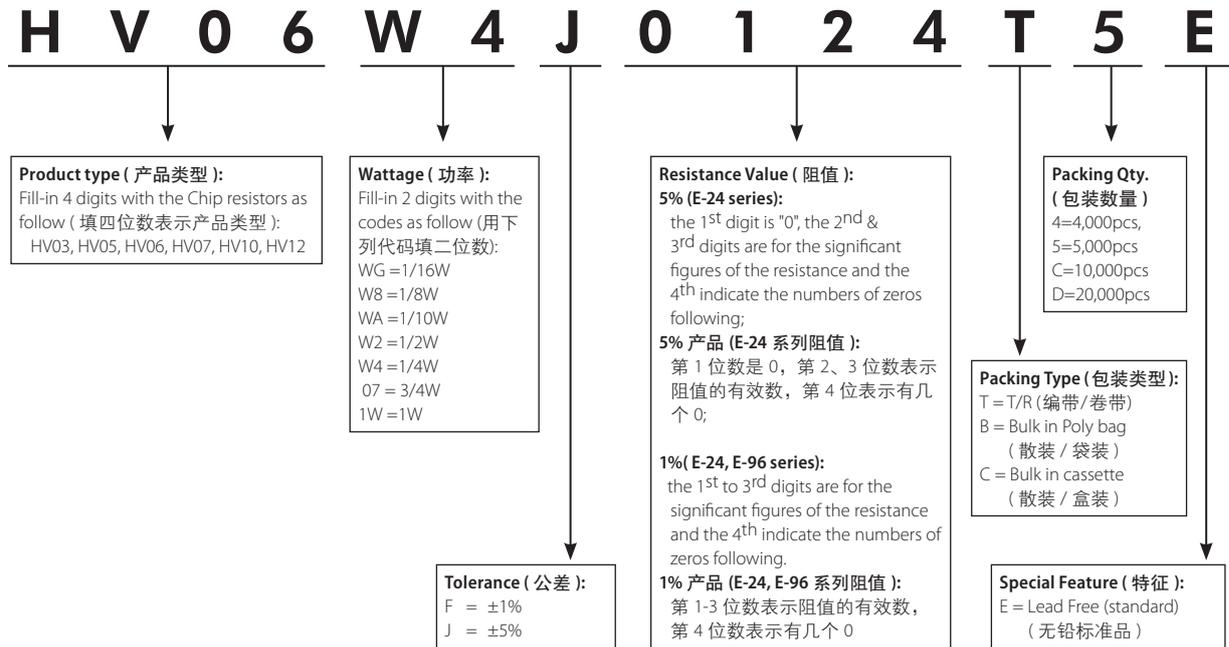 H V 0 6 W 4 J 0 1 2 4 T 5 E
Product type ( 产品类型 ):
Fill-in 4 digits with the Chip resistors as
follow ( 填四位数表示产品类型 ):
HV03, HV05, HV06, HV07, HV10, HV12
Wattage ( 功率 ):
Fill-in 2 digits with the
codes as follow (用下
列代码填二位数):
WG =1/16W
W8 =1/8W
WA =1/10W
W2 =1/2W
W4 =1/4W
07 = 3/4W
1W =1W
Tolerance ( 公差 ):
F = ±1%
J = ±5%
Resistance Value ( 阻值 ):
5% (E-24 series):
the 1st digit is "0", the 2nd &
3rd digits are for the significant
figures of the resistance and the
4th indicate the numbers of zeros
following;
5% 产品 (E-24 系列阻值 ):
第 1 位数是 0，第 2、3 位数表示
阻值的有效数，第 4 位表示有几
个 0;
1%( E-24, E-96 series):
the 1st to 3rd digits are for the
significant figures of the resistance
and the 4th indicate the numbers of
zeros following.
1% 产品 (E-24, E-96 系列阻值 ):
第 1-3 位数表示阻值的有效数，
第 4 位数表示有几个 0
Packing Type ( 包装类型 ):
T = T/R ( 编带/ 卷带)
B = Bulk in Poly bag
( 散装 / 袋装 )
C = Bulk in cassette
( 散装 / 盒装 )
Packing Qty.
( 包装数量 )
4=4,000pcs,
5=5,000pcs
C=10,000pcs
D=20,000pcs
Special Feature ( 特征 ):
E = Lead Free (standard)
( 无铅标准品 )